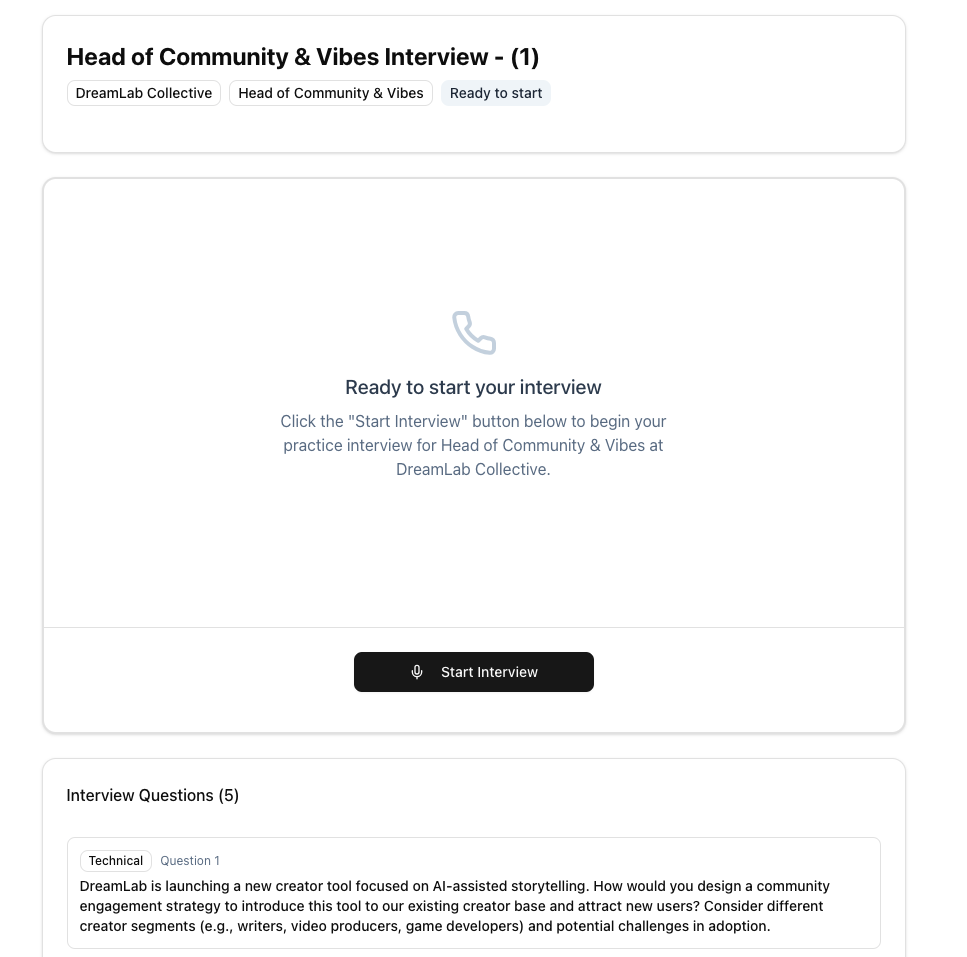 Head of Community & Vibes Interview - (1)
DreamLab Collective Head of Community & Vibes Ready to start
Ready to start your interview
Click the "Start Interview" button below to begin your
practice interview for Head of Community & Vibes at
DreamLab Collective.
Start Interview
Interview Questions (5)
Technical Question 1
DreamLab is launching a new creator tool focused on AI-assisted storytelling. How would you design a community
engagement strategy to introduce this tool to our existing creator base and attract new users? Consider different
creator segments (e.g., writers, video producers, game developers) and potential challenges in adoption.